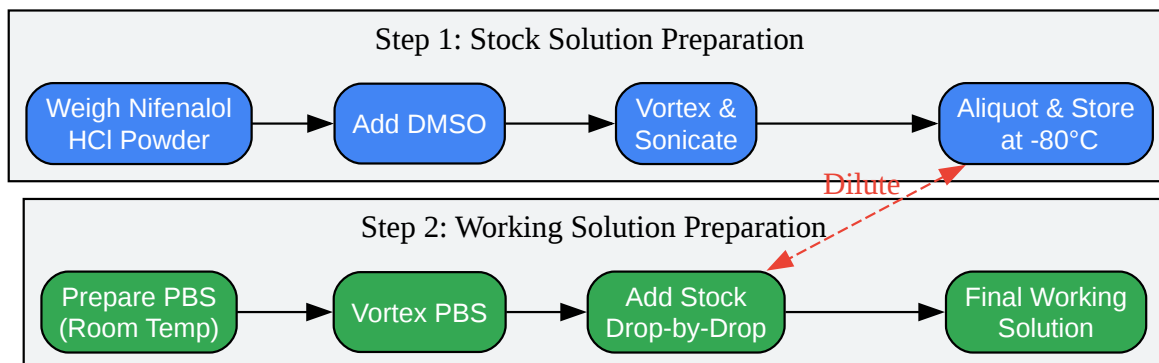 Step 1: Stock Solution Preparation
Weigh Nifenalol
HCl Powder
Add DMSO
Vortex &
Sonicate
Aliquot & Store
at -80°C
Dilute
Step 2: Working Solution Preparation
Prepare PBS
(Room Temp)
Vortex PBS
Add Stock
Drop-by-Drop
Final Working
Solution